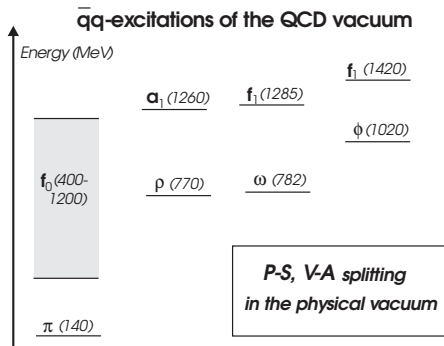 q̄q-excitations of the QCD vacuum
Energy (MeV)
f₁ (1420)
a₁ (1260)
f₁ (1285)
ϕ (1020)
f₀ (400-
1200)
ρ (770)
ω (782)
P-S, V-A splitting
in the physical vacuum
π (140)